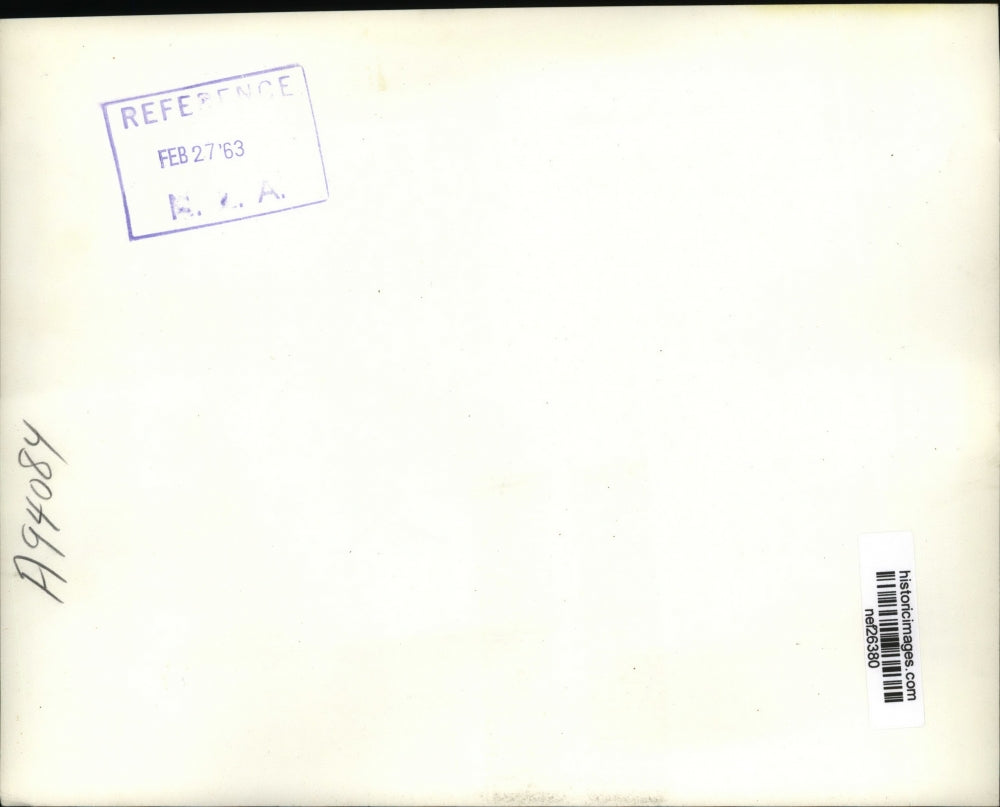 REFERENCE
FEB 27 '63
N. E. A.
A94084
historicimages.com
nef26380